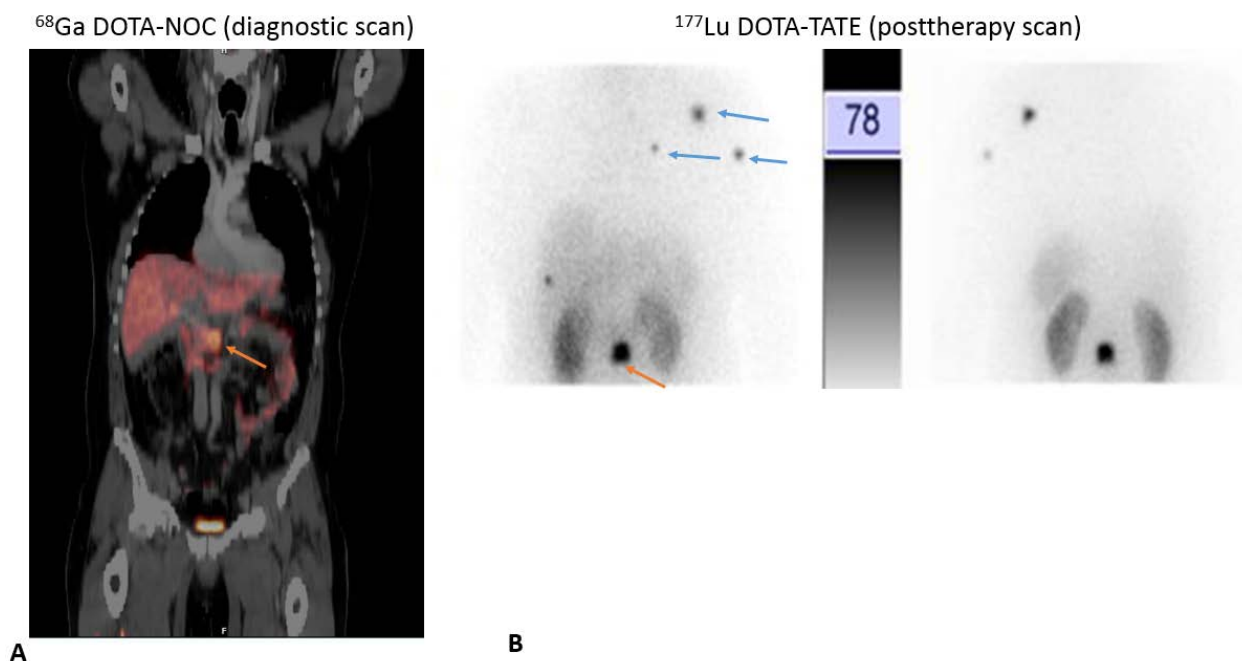 ⁶⁸Ga DOTA-NOC (diagnostic scan)
¹⁷⁷Lu DOTA-TATE (posttherapy scan)
H
78
F
A
B